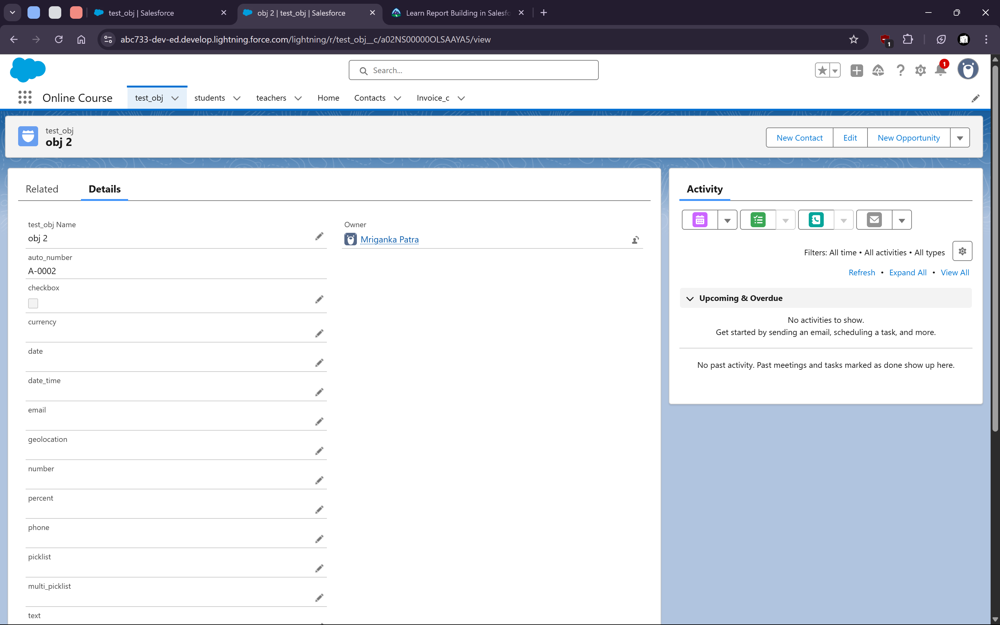 test_obj | Salesforce
obj 2 | test_obj | Salesforce
Learn Report Building in Salesfo
abc733-dev-ed.develop.lightning.force.com/lightning/r/test_obj__c/a02NS00000OLSAAYA5/view
1
Search...
1
Online Course
test_obj
students
teachers
Home
Contacts
Invoice_c
test_obj
obj 2
New Contact
Edit
New Opportunity
Related
Details
Activity
test_obj Name
obj 2
Owner
Mriganka Patra
auto_number
A-0002
checkbox
currency
date
date_time
email
geolocation
number
percent
phone
picklist
multi_picklist
text
Filters: All time • All activities • All types
Refresh • Expand All • View All
Upcoming & Overdue
No activities to show.
Get started by sending an email, scheduling a task, and more.
No past activity. Past meetings and tasks marked as done show up here.